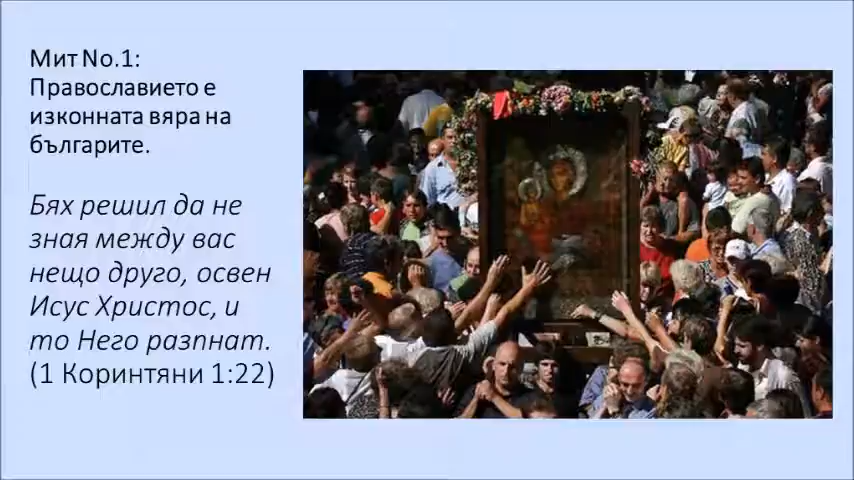 Мит No.1:
Православието е
изконната вяра на
българите.
Бях решил да не
зная между вас
нещо друго, освен
Исус Христос, и
то Него разпнат.
(1 Коринтяни 1:22)